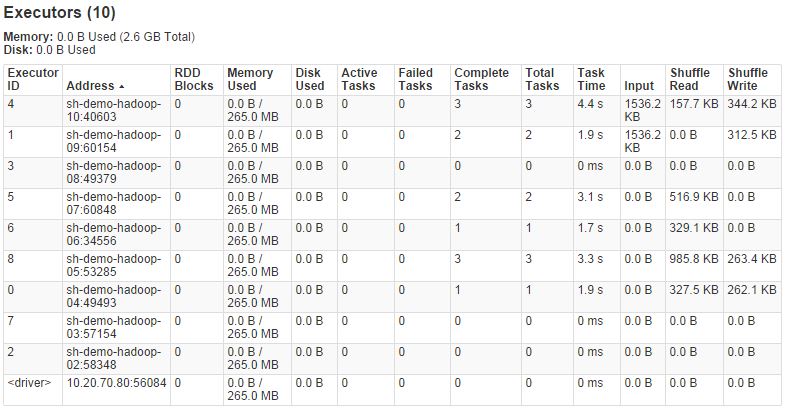 Executors (10)
Memory: 0.0 B Used (2.6 GB Total)
Disk: 0.0 B Used
Executor ID Address RDD Blocks Memory Used Disk Used Active Tasks Failed Tasks Complete Tasks Total Tasks Task Time Input Shuffle Read Shuffle Write
4 sh-demo-hadoop-10:40603 0 0.0 B / 265.0 MB 0.0 B 0 0 3 3 4.4 s 1536.2 KB 157.7 KB 344.2 KB
1 sh-demo-hadoop-09:60154 0 0.0 B / 265.0 MB 0.0 B 0 0 2 2 1.9 s 1536.2 KB 0.0 B 312.5 KB
3 sh-demo-hadoop-08:49379 0 0.0 B / 265.0 MB 0.0 B 0 0 0 0 0 ms 0.0 B 0.0 B 0.0 B
5 sh-demo-hadoop-07:60848 0 0.0 B / 265.0 MB 0.0 B 0 0 2 2 3.1 s 0.0 B 516.9 KB 0.0 B
6 sh-demo-hadoop-06:34556 0 0.0 B / 265.0 MB 0.0 B 0 0 1 1 1.7 s 0.0 B 329.1 KB 0.0 B
8 sh-demo-hadoop-05:53285 0 0.0 B / 265.0 MB 0.0 B 0 0 3 3 3.3 s 0.0 B 985.8 KB 263.4 KB
0 sh-demo-hadoop-04:49493 0 0.0 B / 265.0 MB 0.0 B 0 0 1 1 1.9 s 0.0 B 327.5 KB 262.1 KB
7 sh-demo-hadoop-03:57154 0 0.0 B / 265.0 MB 0.0 B 0 0 0 0 0 ms 0.0 B 0.0 B 0.0 B
2 sh-demo-hadoop-02:58348 0 0.0 B / 265.0 MB 0.0 B 0 0 0 0 0 ms 0.0 B 0.0 B 0.0 B
<driver> 10.20.70.80:56084 0 0.0 B / 265.0 MB 0.0 B 0 0 0 0 0 ms 0.0 B 0.0 B 0.0 B